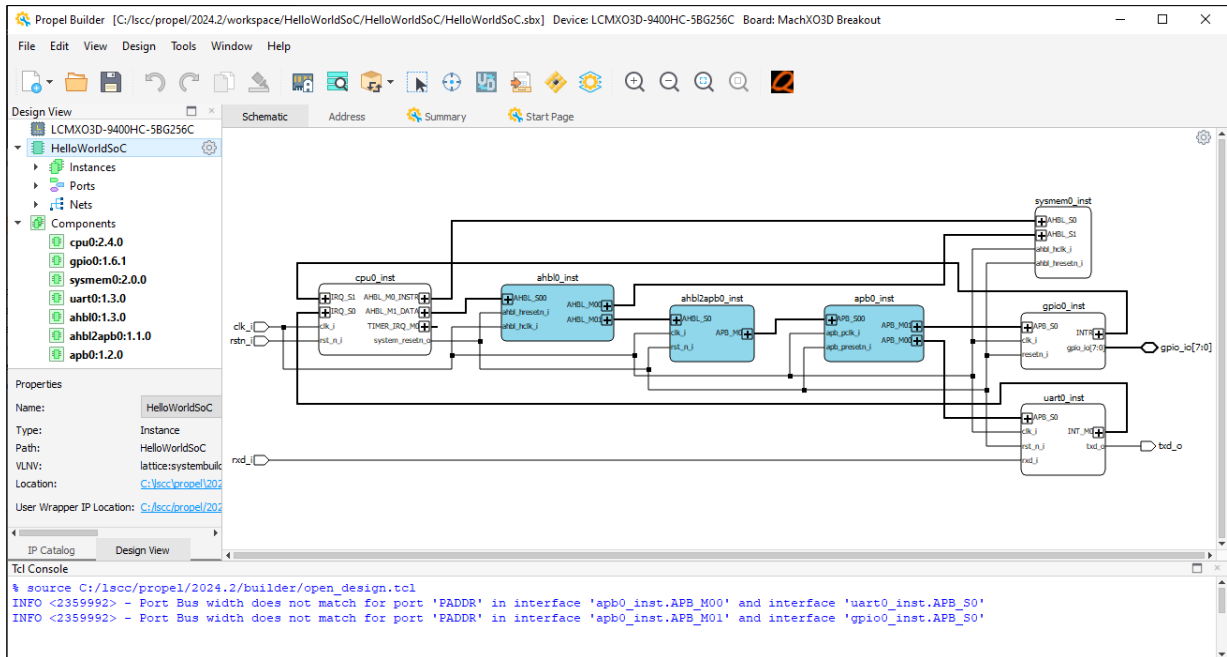 Propel Builder [C:/lscc/propel/2024.2/workspace/HelloWorldSoC/HelloWorldSoC/HelloWorldSoC.sbx] Device: LCMXO3D-9400HC-5BG256C Board: MachXO3D Breakout
File Edit View Design Tools Window Help
Design View
LCMXO3D-9400HC-5BG256C
HelloWorldSoC
Instances
Ports
Nets
Components
cpu0:2.4.0
gpio0:1.6.1
sysmem0:2.0.0
uart0:1.3.0
ahbl0:1.3.0
ahbl2apb0:1.1.0
apb0:1.2.0
Properties
Name: HelloWorldSoC
Type: Instance
Path: HelloWorldSoC
VLNV: lattice:systembuild
Location: C:\lscc\propel\202
User Wrapper IP Location: C:/lscc/propel/202
IP Catalog Design View
Schematic Address Summary Start Page
clk_i
rstn_i
rxd_i
cpu0_inst
IRQ_S1 AHBL_M0_INSTR
IRQ_S0 AHBL_M1_DATA
clk_i TIMER_IRQ_M0
rst_n_i system_resetn_o
ahbl0_inst
AHBL_S00 AHBL_M00
ahbl_hresetn_i AHBL_M01
ahbl_hclk_i
ahbl2apb0_inst
AHBL_S0
clk_i APB_M0
rst_n_i
apb0_inst
APB_S00 APB_M01
apb_pclk_i APB_M00
apb_presetn_i
sysmem0_inst
AHBL_S0
AHBL_S1
ahbl_hclk_i
ahbl_hresetn_i
gpio0_inst
APB_S0 INTR
clk_i gpio_io[7:0]
resetn_i
gpio_io[7:0]
uart0_inst
APB_S0
clk_i INT_M0
rst_n_i txd_o
rxd_i
txd_o
Tcl Console
% source C:/lscc/propel/2024.2/builder/open_design.tcl
INFO <2359992> - Port Bus width does not match for port 'PADDR' in interface 'apb0_inst.APB_M00' and interface 'uart0_inst.APB_S0'
INFO <2359992> - Port Bus width does not match for port 'PADDR' in interface 'apb0_inst.APB_M01' and interface 'gpio0_inst.APB_S0'